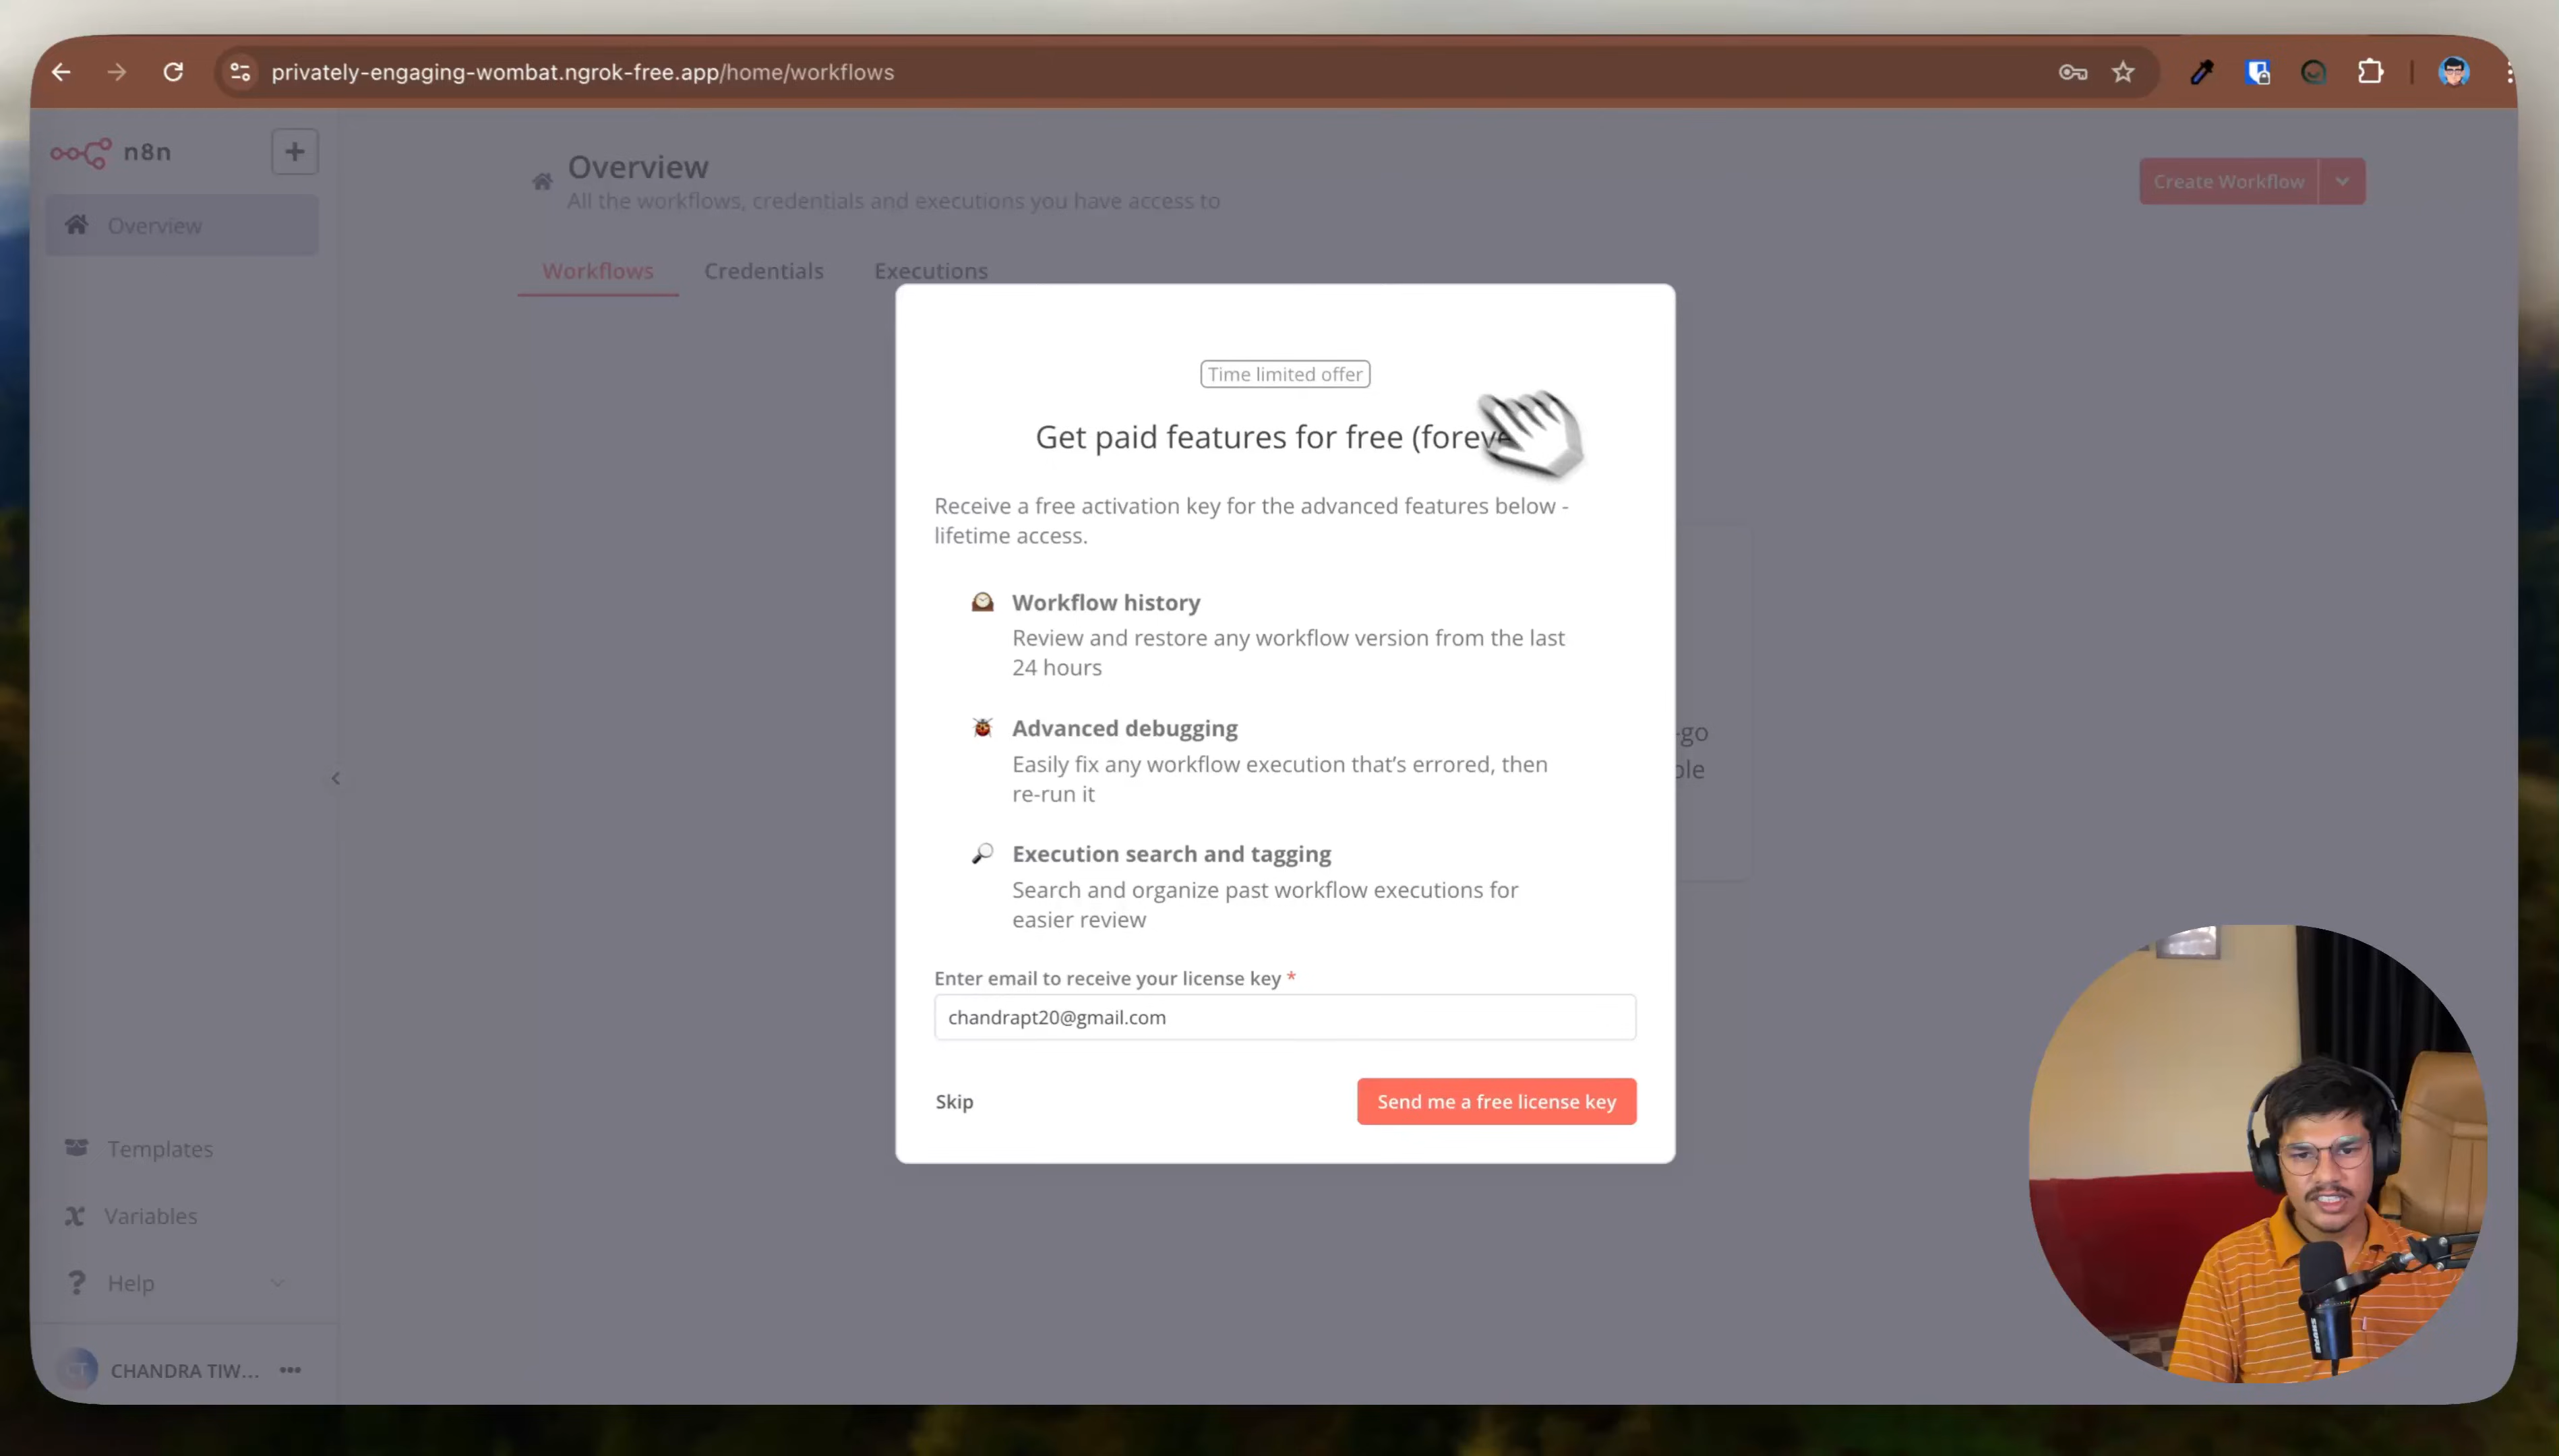 privately-engaging-wombat.ngrok-free.app/home/workflows
n8n
Overview
Overview
All the workflows, credentials and executions you have access to
Create Workflow
Workflows Credentials Executions
Time limited offer
Get paid features for free
Receive a free activation key for the advanced features below -
lifetime access.
Workflow history
Review and restore any workflow version from the last
24 hours
Advanced debugging
Easily fix any workflow execution that's errored, then
re-run it
Execution search and tagging
Search and organize past workflow executions for
easier review
Enter email to receive your license key *
chandrapt20@gmail.com
Skip
Send me a free license key
Templates
Variables
? Help
CT CHANDRA TIW...
SHURE